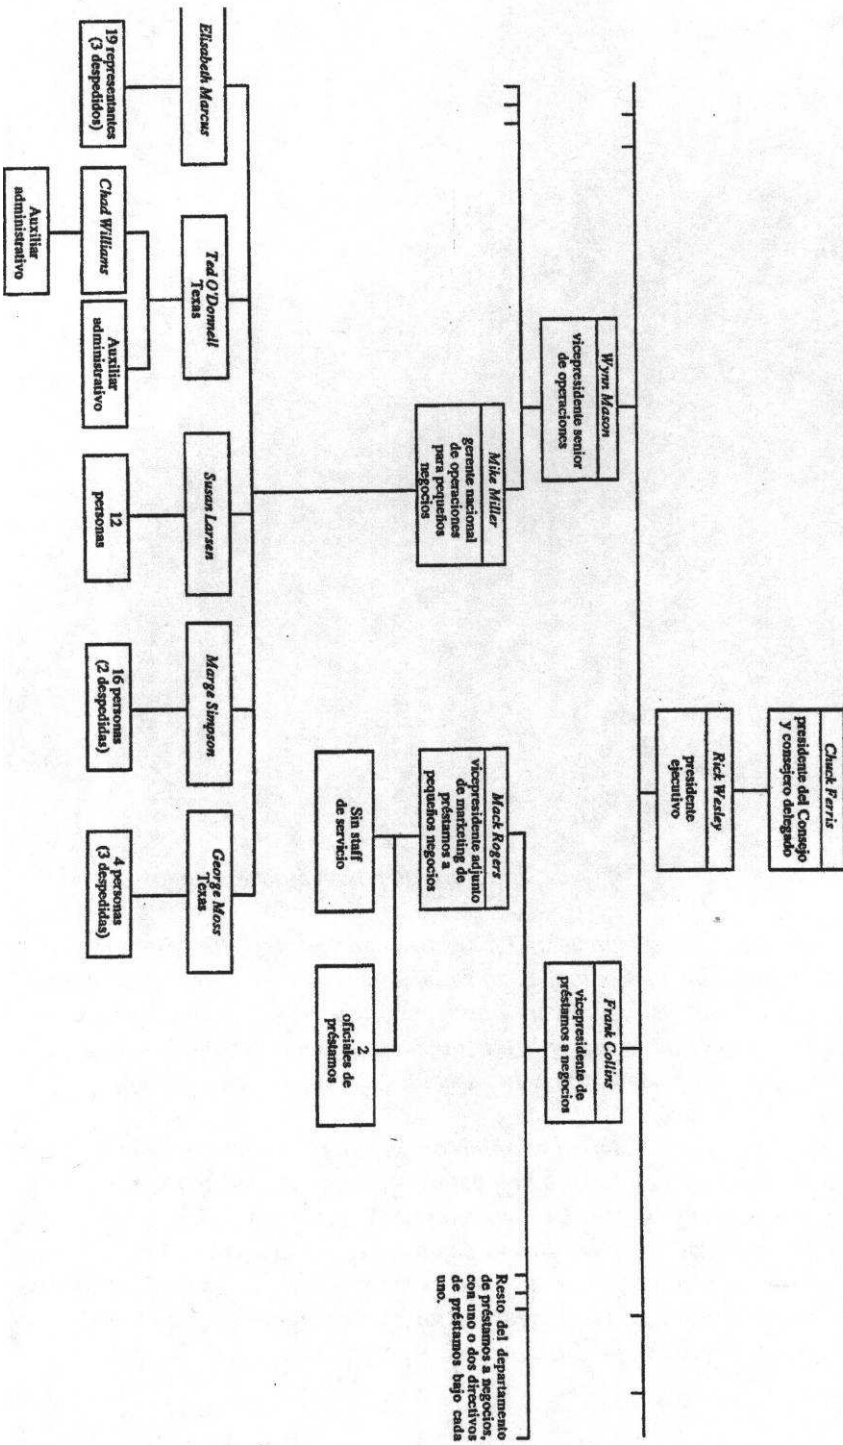 Chuck Ferris
presidente del Consejo
y consejero delegado
Rick Wesley
presidente
ejecutivo
Wynn Mason
vicepresidente senior
de operaciones
Frank Collins
vicepresidente de
préstamos a negocios
Mike Miller
gerente nacional
de operaciones
para pequeños
negocios
Mack Rogers
vicepresidente adjunto
de marketing de
préstamos a
pequeños negocios
Resto del departamento
de préstamos a negocios,
con uno o dos directivos
de préstamos bajo cada
uno.
Sin staff
de servicio
2
oficiales de
préstamos
Elisabeth Marcus
Ted O'Donnell
Texas
Susan Larsen
Marge Simpson
George Moss
Texas
19 representantes
(3 despedidos)
Chad Williams
Auxiliar
administrativo
12
personas
16 personas
(2 despedidas)
4 personas
(3 despedidas)
Auxiliar
administrativo